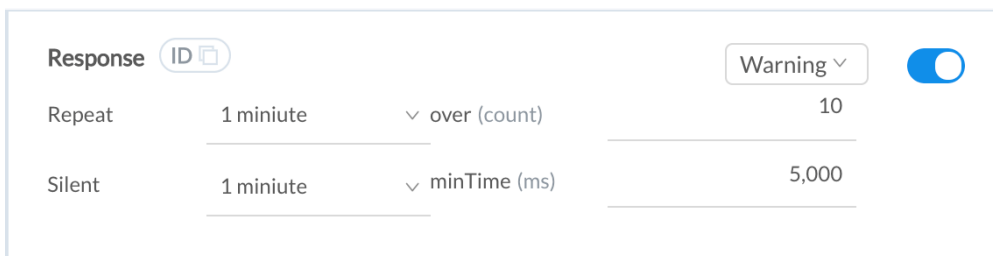 Response ID Warning
Repeat 1 miniute over (count) 10
Silent 1 miniute minTime (ms) 5,000